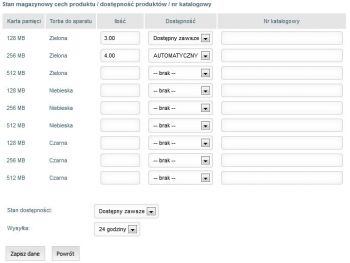 Stan magazynowy cech produktu / dostępność produktów / nr katalogowy
Karta pamięci Torba do aparatu Ilość Dostępność Nr katalogowy
128 MB Zielona 3.00 Dostępny zawsze
256 MB Zielona 4.00 AUTOMATYCZNY
512 MB Zielona -- brak --
128 MB Niebieska -- brak --
256 MB Niebieska -- brak --
512 MB Niebieska -- brak --
128 MB Czarna -- brak --
256 MB Czarna -- brak --
512 MB Czarna -- brak --
Stan dostępności: Dostępny zawsze
Wysyłka: 24 godziny
Zapisz dane Powrót